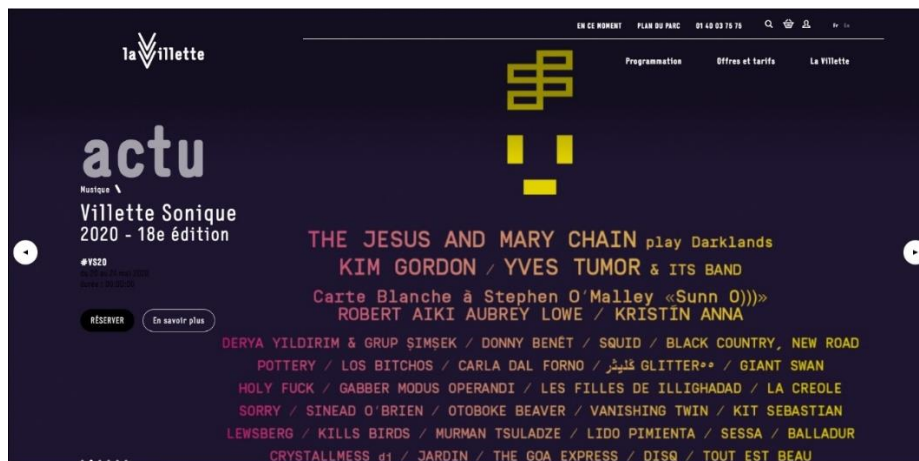 EN CE MOMENT PLAN DU PARC 01 40 03 75 75 Fr En
la Villette
Programmation Offres et tarifs La Villette
actu
Musique \
Villette Sonique
2020 - 18e édition
#VS20
RÉSERVER En savoir plus
THE JESUS AND MARY CHAIN play Darklands
KIM GORDON / YVES TUMOR & ITS BAND
Carte Blanche à Stephen O'Malley «Sunn O)))»
ROBERT AIKI AUBREY LOWE / KRISTÍN ANNA
DERYA YILDIRIM & GRUP ŞIMŞEK / DONNY BENÉT / SQUID / BLACK COUNTRY, NEW ROAD
POTTERY / LOS BITCHOS / CARLA DAL FORNO / گليٹر GLITTER°° / GIANT SWAN
HOLY FUCK / GABBER MODUS OPERANDI / LES FILLES DE ILLIGHADAD / LA CREOLE
SORRY / SINEAD O'BRIEN / OTOBOKE BEAVER / VANISHING TWIN / KIT SEBASTIAN
LEWSBERG / KILLS BIRDS / MURMAN TSULADZE / LIDO PIMIENTA / SESSA / BALLADUR
CRYSTALLMESS dj / JARDIN / THE GOA EXPRESS / DISQ / TOUT EST BEAU